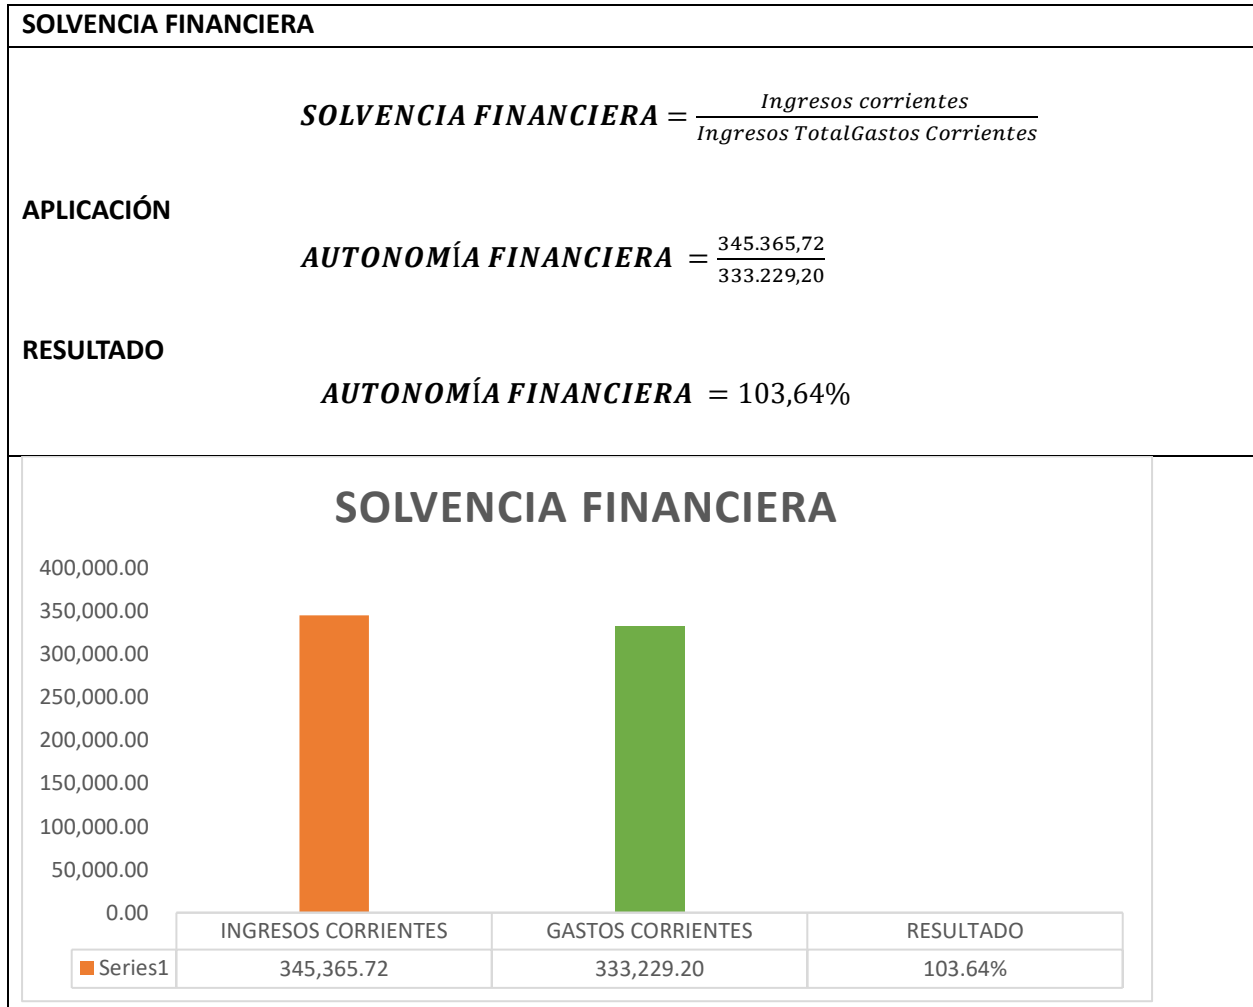 SOLVENCIA FINANCIERA
SOLVENCIA FINANCIERA = Ingresos corrientes / Ingresos TotalGastos Corrientes
APLICACIÓN
AUTONOMÍA FINANCIERA = 345.365,72 / 333.229,20
RESULTADO
AUTONOMÍA FINANCIERA = 103,64%
SOLVENCIA FINANCIERA
400,000.00
350,000.00
300,000.00
250,000.00
200,000.00
150,000.00
100,000.00
50,000.00
0.00
INGRESOS CORRIENTES GASTOS CORRIENTES RESULTADO
Series1 345,365.72 333,229.20 103.64%